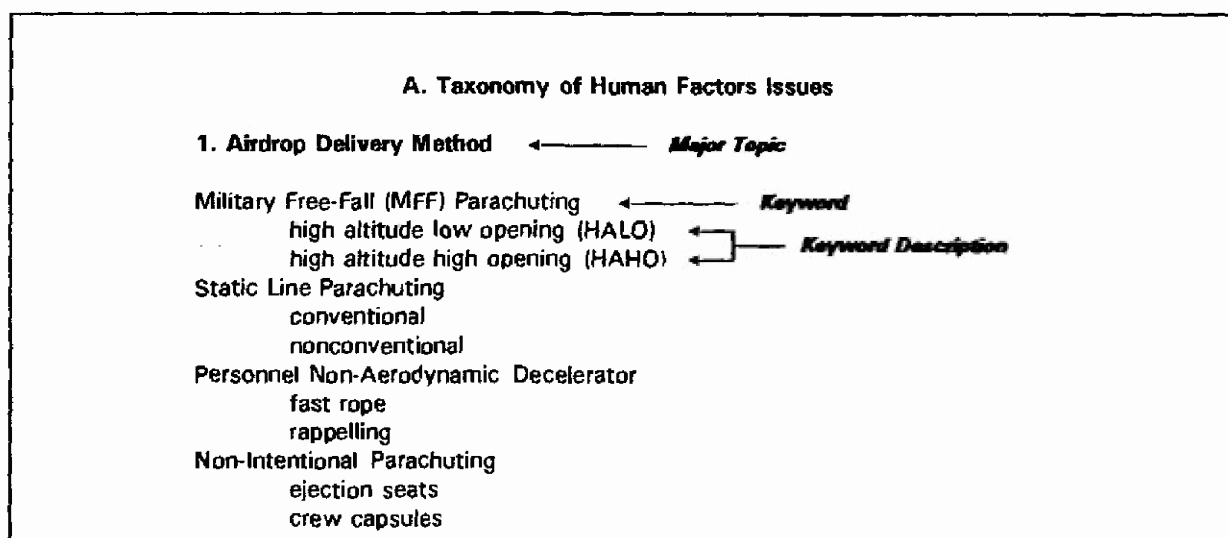 A. Taxonomy of Human Factors Issues
1. Airdrop Delivery Method Major Topic
Military Free-Fall (MFF) Parachuting Keyword
high altitude low opening (HALO)
high altitude high opening (HAHO) Keyword Description
Static Line Parachuting
conventional
nonconventional
Personnel Non-Aerodynamic Decelerator
fast rope
rappelling
Non-Intentional Parachuting
ejection seats
crew capsules